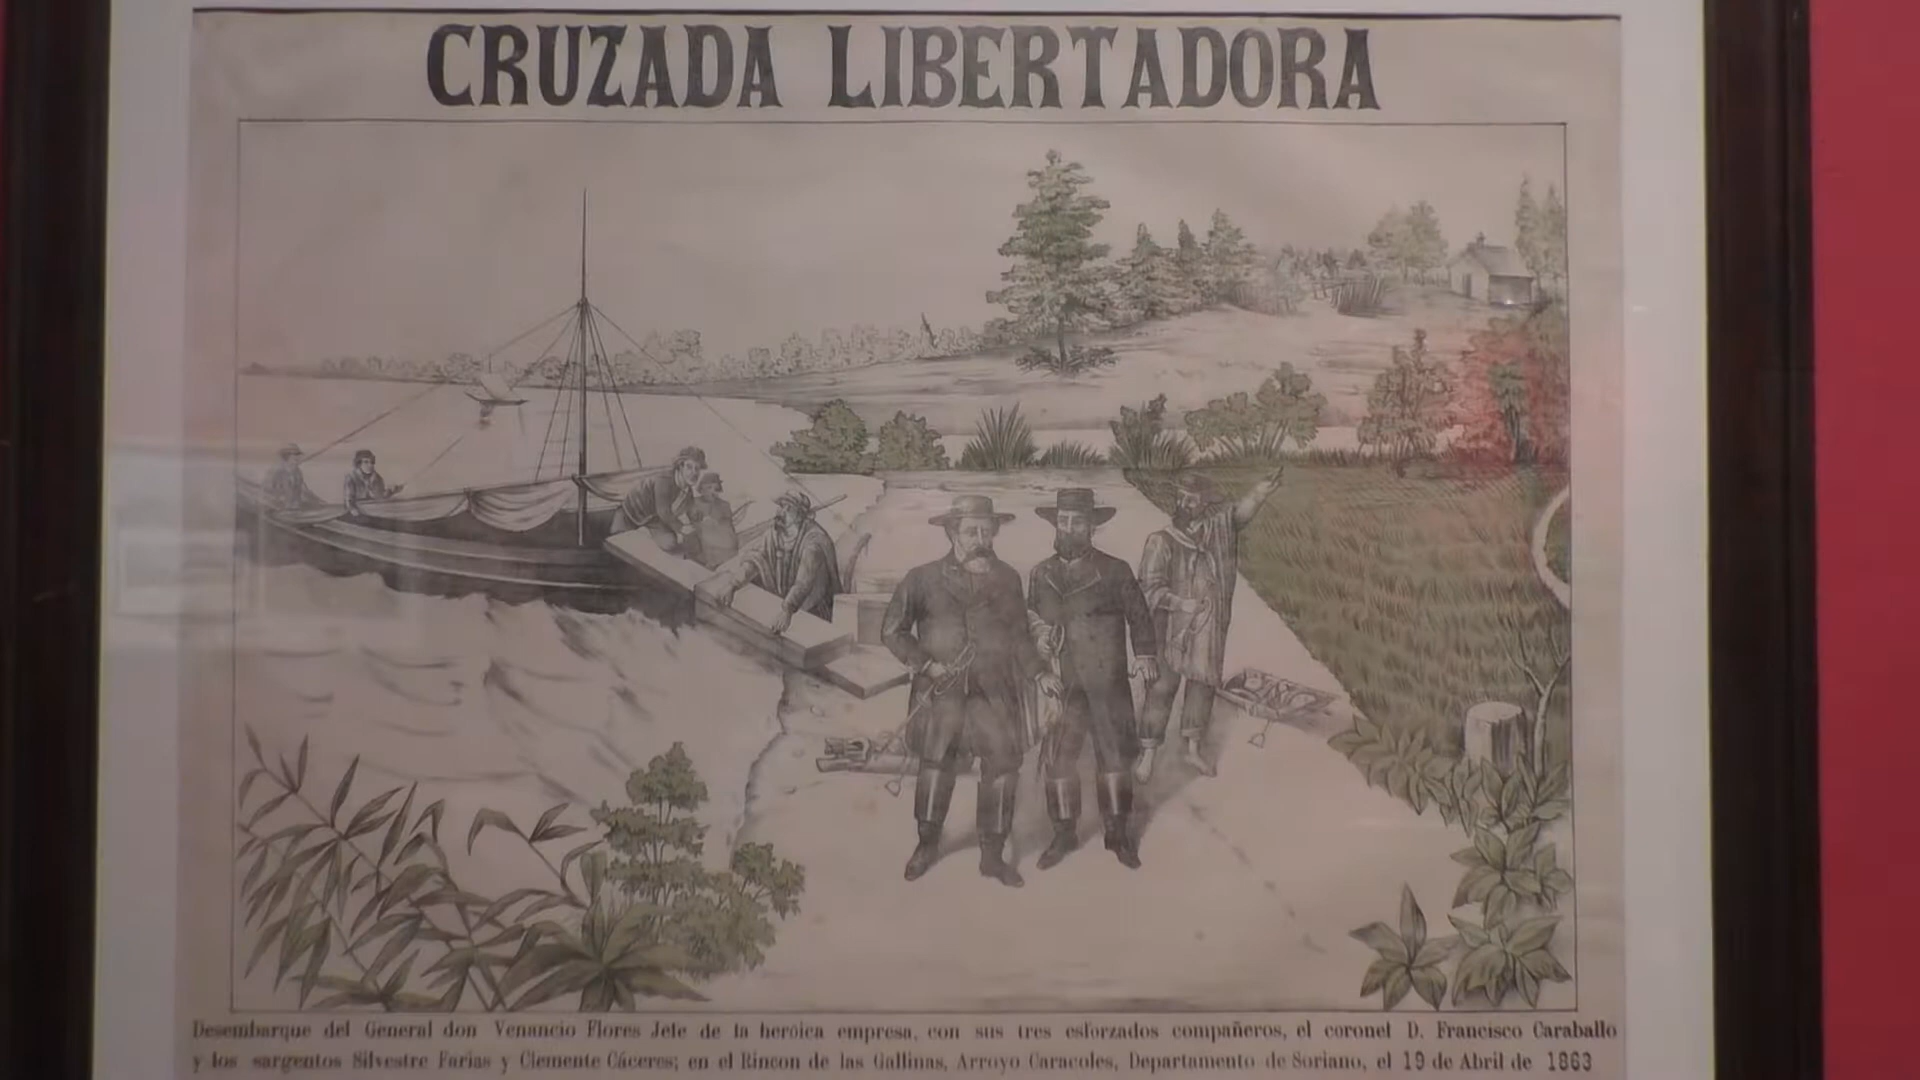 CRUZADA LIBERTADORA
Desembarque del General don Venancio Flores Jefe de la heróica empresa, con sus tres esforzados compañeros, el coronel D. Francisco Caraballo
y los sargentos Silvestre Farias y Clemente Cáceres; en el Rincon de las Gallinas, Arroyo Caracoles, Departamento de Soriano, el 19 de Abril de 1863